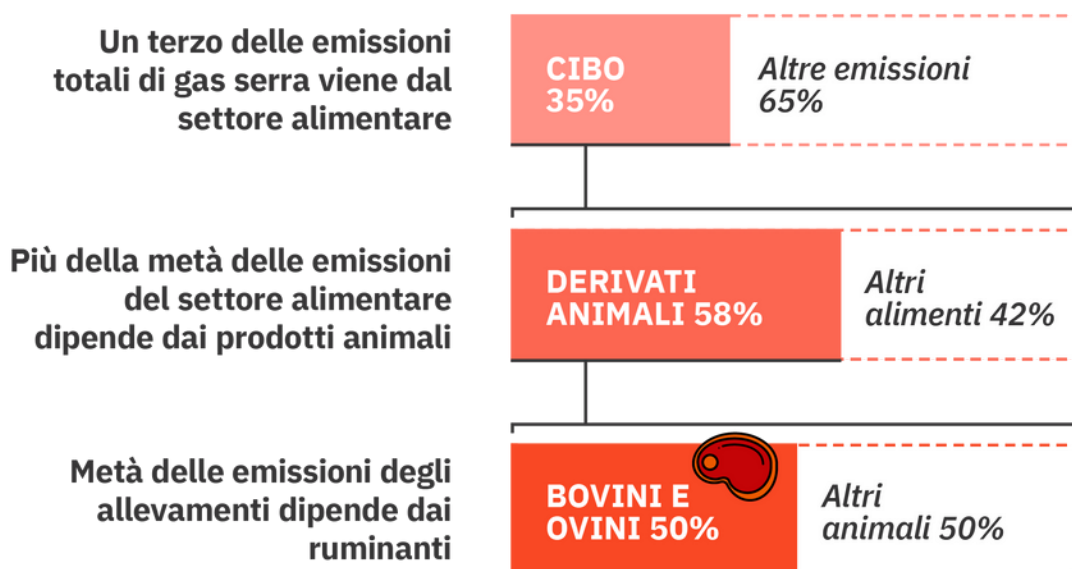 Un terzo delle emissioni
totali di gas serra viene dal
settore alimentare
CIBO
35%
Altre emissioni
65%
Più della metà delle emissioni
del settore alimentare
dipende dai prodotti animali
DERIVATI
ANIMALI 58%
Altri
alimenti 42%
Metà delle emissioni degli
allevamenti dipende dai
ruminanti
BOVINI E
OVINI 50%
Altri
animali 50%